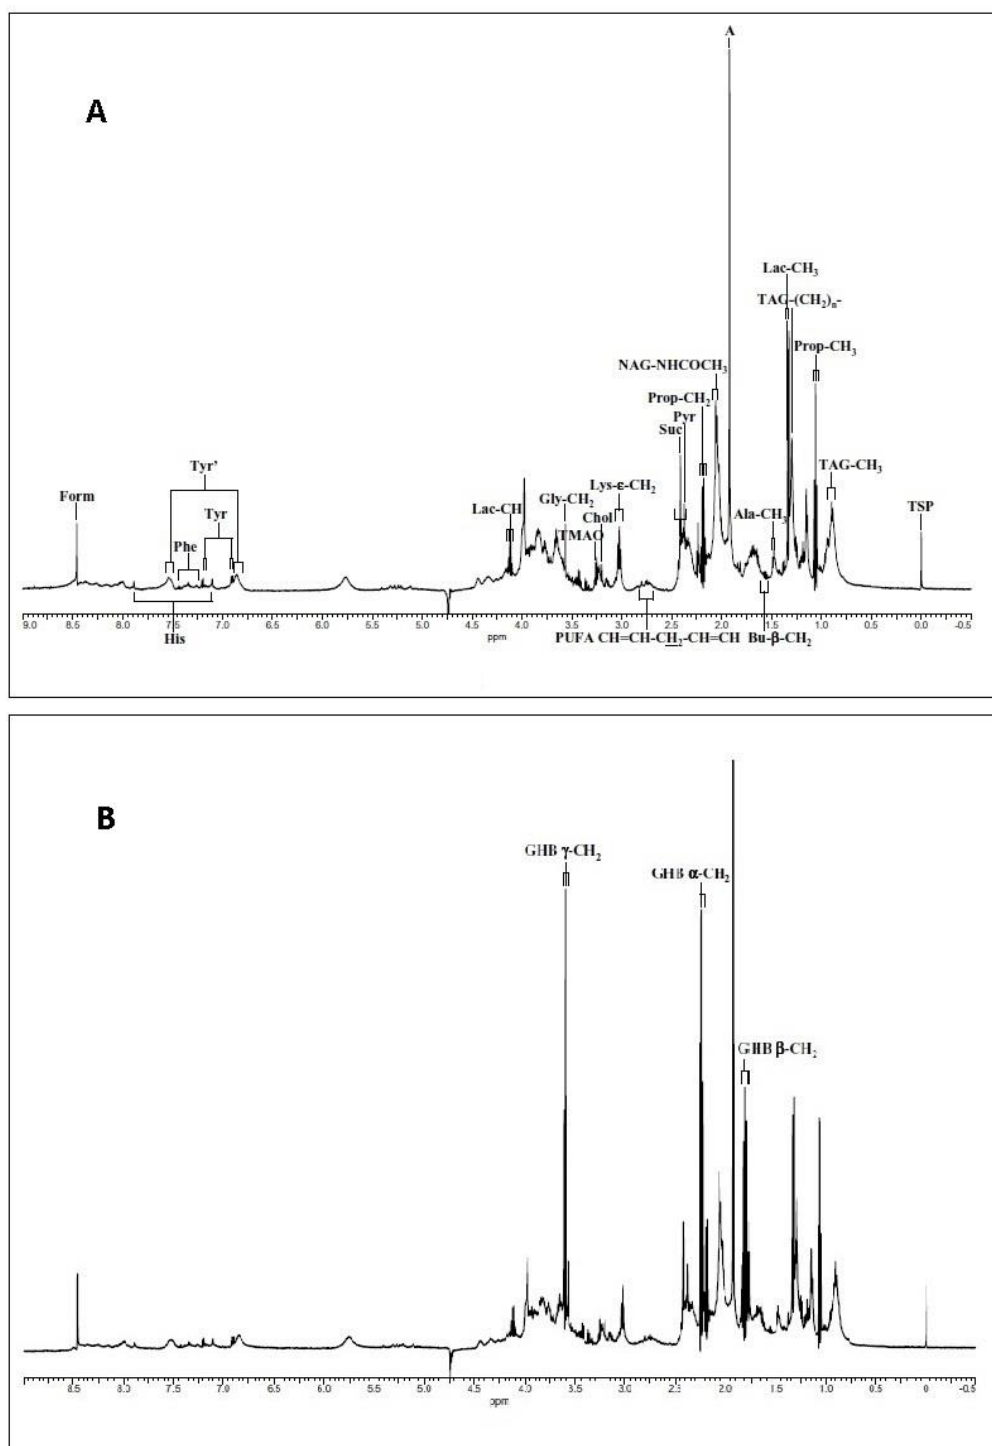 A
A
Lac-CH₃
TAG-(CH₂)ₙ-
Prop-CH₃
NAG-NHCOCH₃
Prop-CH₂
Pyr
Suc
TAG-CH₃
Tyr'
Lys-ε-CH₂
Form
Gly-CH₂
Lac-CH
Chol
Ala-CH₃
TSP
Tyr
TMAO
Phe
9.0 8.5 8.0 7.5 7.0 6.5 6.0 5.5 5.0 4.5 4.0 3.5 3.0 2.5 2.0 1.5 1.0 0.5 0.0 -0.5
ppm
His
PUFA CH=CH-CH₂-CH=CH Bu-β-CH₂
B
GHB γ-CH₂
GHB α-CH₂
GHB β-CH₂
8.5 8.0 7.5 7.0 6.5 6.0 5.5 5.0 4.5 4.0 3.5 3.0 2.5 2.0 1.5 1.0 0.5 0 -0.5
ppm